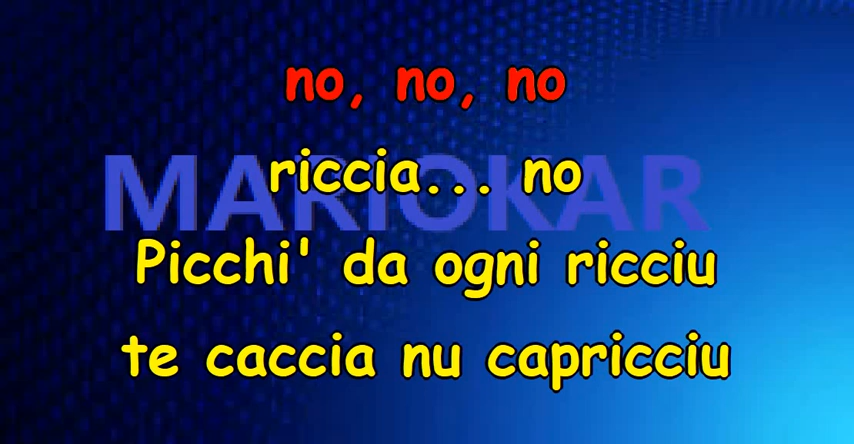 no, no, no
MARIOKAR
riccia... no
Picchi' da ogni ricciu
te caccia nu capricciu